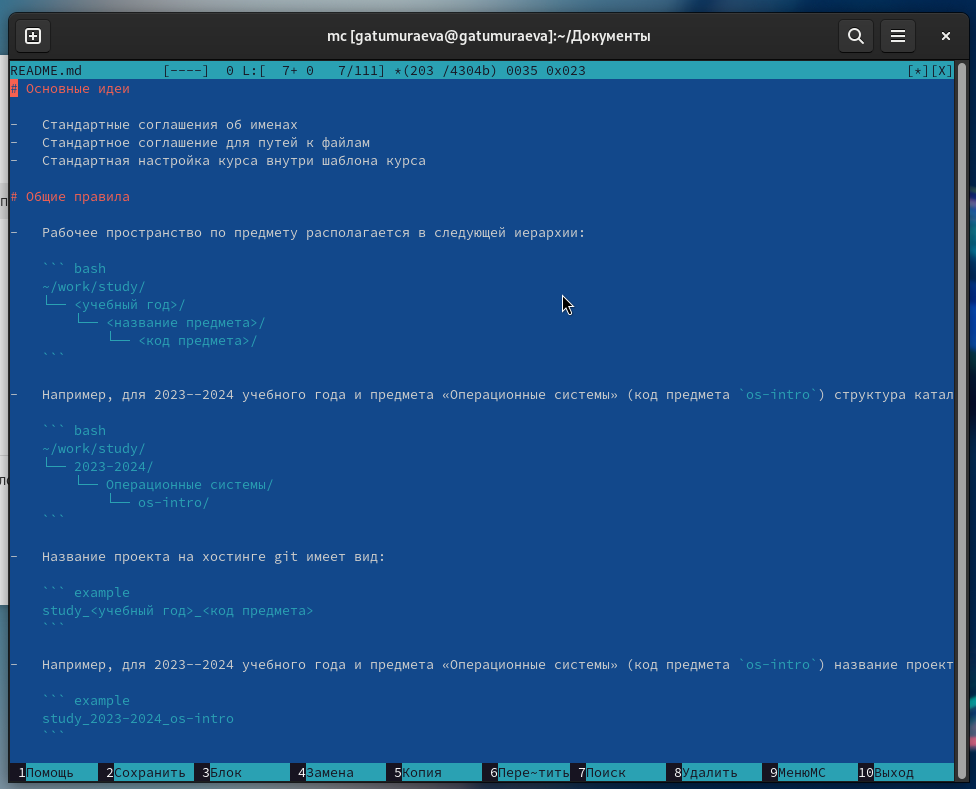 mc [gatumuraeva@gatumuraeva]:~/Документы
README.md [----] 0 L:[ 7+ 0 7/111] *(203 /4304b) 0035 0x023 [*][X]
# Основные идеи
- Стандартные соглашения об именах
- Стандартное соглашение для путей к файлам
- Стандартная настройка курса внутри шаблона курса
# Общие правила
- Рабочее пространство по предмету располагается в следующей иерархии:
``` bash
~/work/study/
└── <учебный год>/
└── <название предмета>/
└── <код предмета>/
```
- Например, для 2023--2024 учебного года и предмета «Операционные системы» (код предмета `os-intro`) структура катал
``` bash
~/work/study/
└── 2023-2024/
└── Операционные системы/
└── os-intro/
```
- Название проекта на хостинге git имеет вид:
``` example
study_<учебный год>_<код предмета>
```
- Например, для 2023--2024 учебного года и предмета «Операционные системы» (код предмета `os-intro`) название проект
``` example
study_2023-2024_os-intro
```
1Помощь 2Сохранить 3Блок 4Замена 5Копия 6Пере~тить 7Поиск 8Удалить 9МенюMC 10Выход